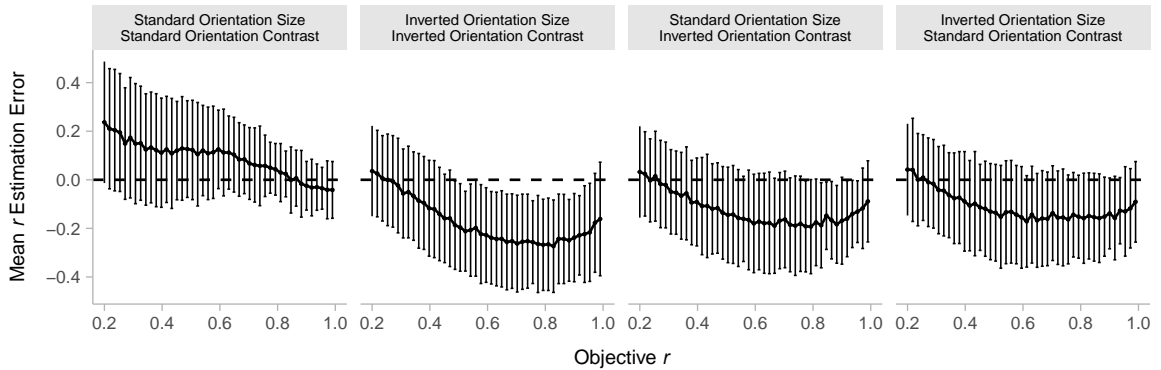 Standard Orientation Size
Standard Orientation Contrast
Inverted Orientation Size
Inverted Orientation Contrast
Standard Orientation Size
Inverted Orientation Contrast
Inverted Orientation Size
Standard Orientation Contrast
Mean r Estimation Error
0.4
0.2
0.0
−0.2
−0.4
0.2 0.4 0.6 0.8 1.0
0.2 0.4 0.6 0.8 1.0
0.2 0.4 0.6 0.8 1.0
0.2 0.4 0.6 0.8 1.0
Objective r